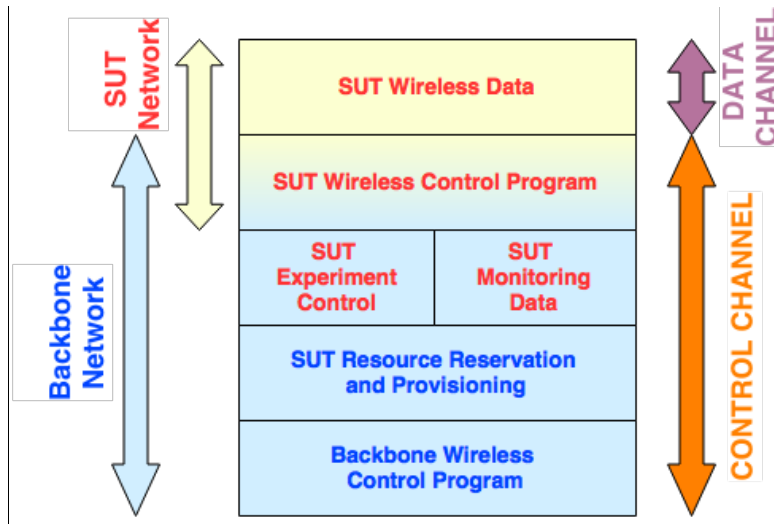 SUT
Network
Backbone
Network
SUT Wireless Data
SUT Wireless Control Program
SUT
Experiment
Control
SUT
Monitoring
Data
SUT Resource Reservation
and Provisioning
Backbone Wireless
Control Program
DATA
CHANNEL
CONTROL CHANNEL